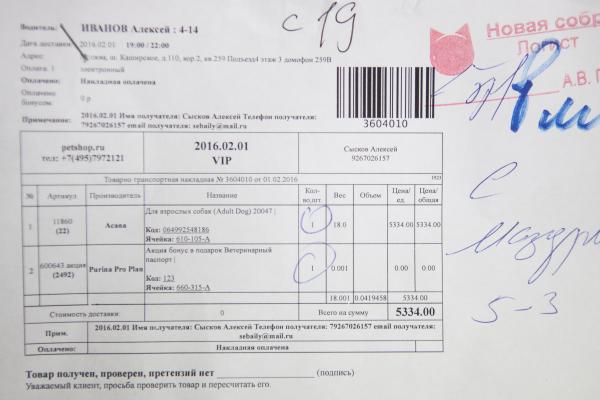 Водитель: ИВАНОВ Алексей : 4-14
с 19
Дата доставки: 2016.02.01 19:00 / 22:00
Адрес: Москва, ш. Каширское, д.110, кор.2, кв.259 Подъезд4 этаж 3 домофон 259В
Оплата. 1 электронный
Оплачено: Накладная оплачена
Оплачено бонусом: 0 р
Примечание: 2016.02.01 Имя получателя: Сысков Алексей Телефон получателя: 79267026157 email получателя: sebaily@mail.ru
3604010
Новая
Логист
А.В.
petshop.ru
тел: +7(495)7972121
2016.02.01
VIP
Сысков Алексей
9267026157
Товарно транспортная накладная № 3604010 от 01.02.2016
1923
№ Артикул Производитель Название Кол-во,шт Вес Объем Цена/ед Цена/общая
1 11860 (22) Acana Для взрослых собак (Adult Dog) 20047 | 1 18.0 5334.00 5334.00
Код: 064992548186
Ячейка: 610-105-A
2 600643 акция (2492) Purina Pro Plan Акция бонус в подарок Ветеринарный паспорт | 1 0.001 0.00 0.00
Код: 123
Ячейка: 660-315-A
18.001 0.0419458 5334.00
Стоимость доставки: 0 Всего на сумму 5334.00
Прим. 2016.02.01 Имя получателя: Сысков Алексей Телефон получателя: 79267026157 email получателя: sebaily@mail.ru
Оплачено: Накладная оплачена
Товар получен, проверен, претензий нет (подпись)
Уважаемый клиент, просьба проверить товар и пересчитать его.
С
5-3